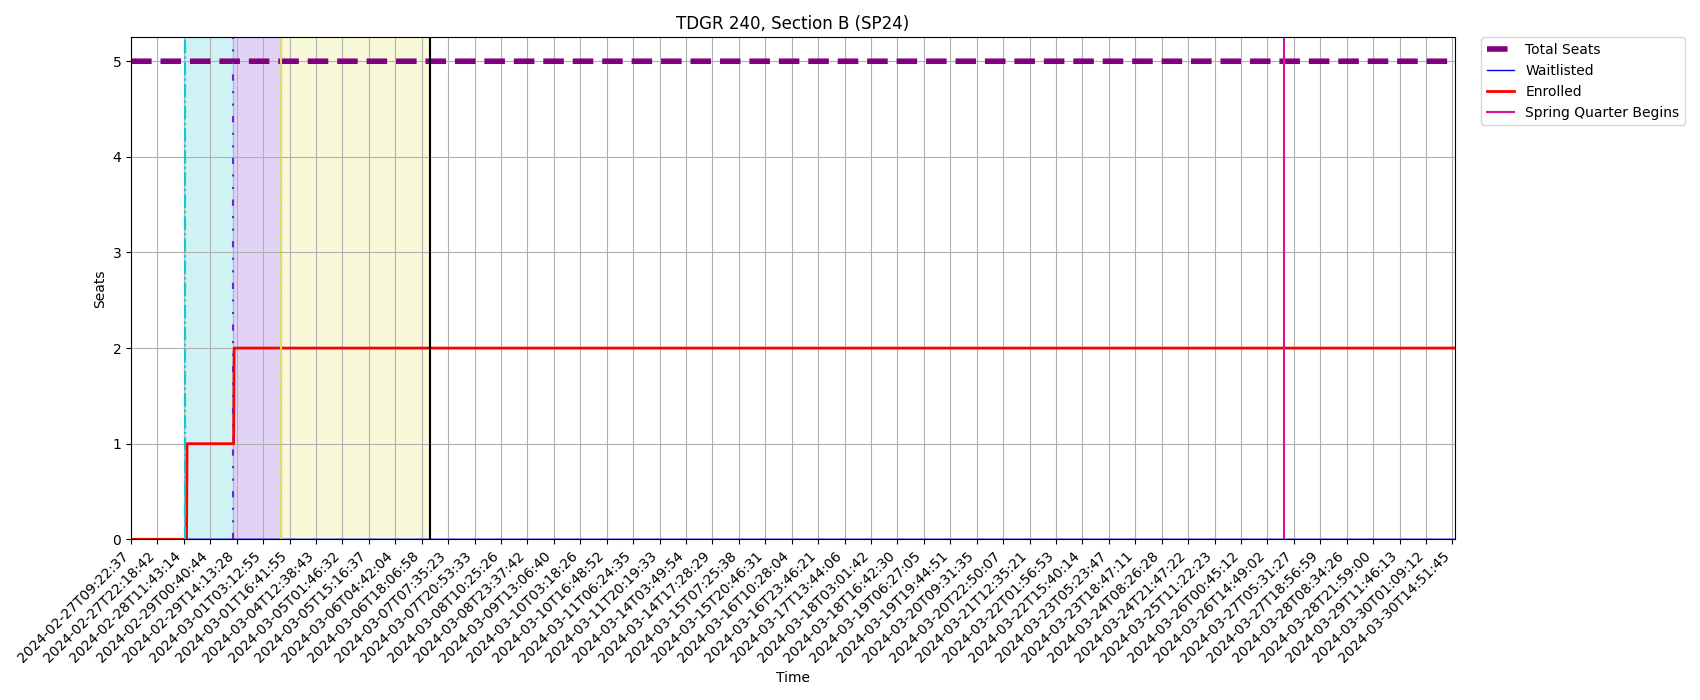 TDGR 240, Section B (SP24)
Total Seats
Waitlisted
Enrolled
Spring Quarter Begins
Seats
5
4
3
2
1
0
2024-02-27T09:22:37
2024-02-27T22:18:42
2024-02-28T11:43:14
2024-02-29T00:40:44
2024-02-29T14:13:28
2024-03-01T03:12:55
2024-03-01T16:41:55
2024-03-04T12:38:43
2024-03-05T01:46:32
2024-03-05T15:16:37
2024-03-06T04:42:04
2024-03-06T18:06:58
2024-03-07T07:35:23
2024-03-07T20:53:33
2024-03-08T10:25:26
2024-03-08T23:37:42
2024-03-09T13:06:40
2024-03-10T03:18:26
2024-03-10T16:48:52
2024-03-11T06:24:35
2024-03-11T20:19:33
2024-03-14T03:49:54
2024-03-14T17:28:29
2024-03-15T07:25:38
2024-03-15T20:46:31
2024-03-16T10:28:04
2024-03-16T23:46:21
2024-03-17T13:44:06
2024-03-18T03:01:42
2024-03-18T16:42:30
2024-03-19T06:27:05
2024-03-19T19:44:51
2024-03-20T09:31:35
2024-03-20T22:50:07
2024-03-21T12:35:21
2024-03-22T01:56:53
2024-03-22T15:40:14
2024-03-23T05:23:47
2024-03-23T18:47:11
2024-03-24T08:26:28
2024-03-24T21:47:22
2024-03-25T11:22:23
2024-03-26T00:45:12
2024-03-26T14:49:02
2024-03-27T05:31:27
2024-03-27T18:56:59
2024-03-28T08:34:26
2024-03-28T21:59:00
2024-03-29T11:46:13
2024-03-30T01:09:12
2024-03-30T14:51:45
Time